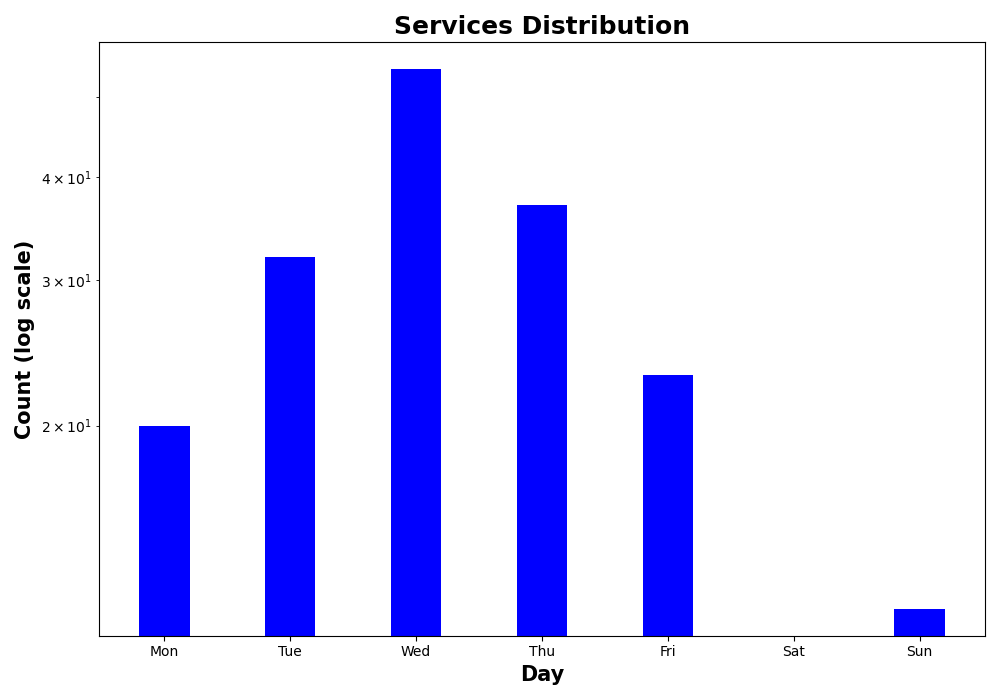 Services Distribution
Count (log scale)
4 × 10¹
3 × 10¹
2 × 10¹
Mon Tue Wed Thu Fri Sat Sun
Day